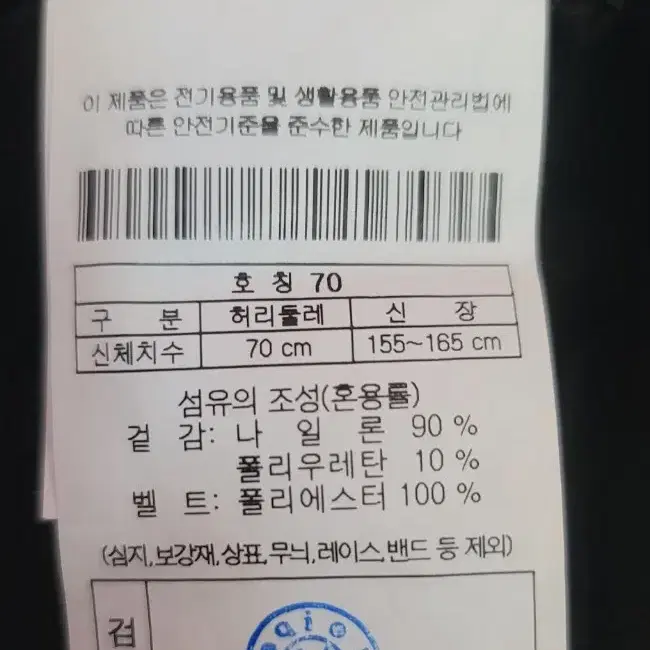 이 제품은 전기용품 및 생활용품 안전관리법에
따른 안전기준을 준수한 제품입니다
호 칭 70
구 분 허리둘레 신 장
신체치수 70 cm 155~165 cm
섬유의 조성(혼용률)
겉 감: 나 일 론 90 %
폴리우레탄 10 %
벨 트: 폴리에스터 100 %
(심지,보강재,상표,무늬,레이스,밴드 등 제외)
검